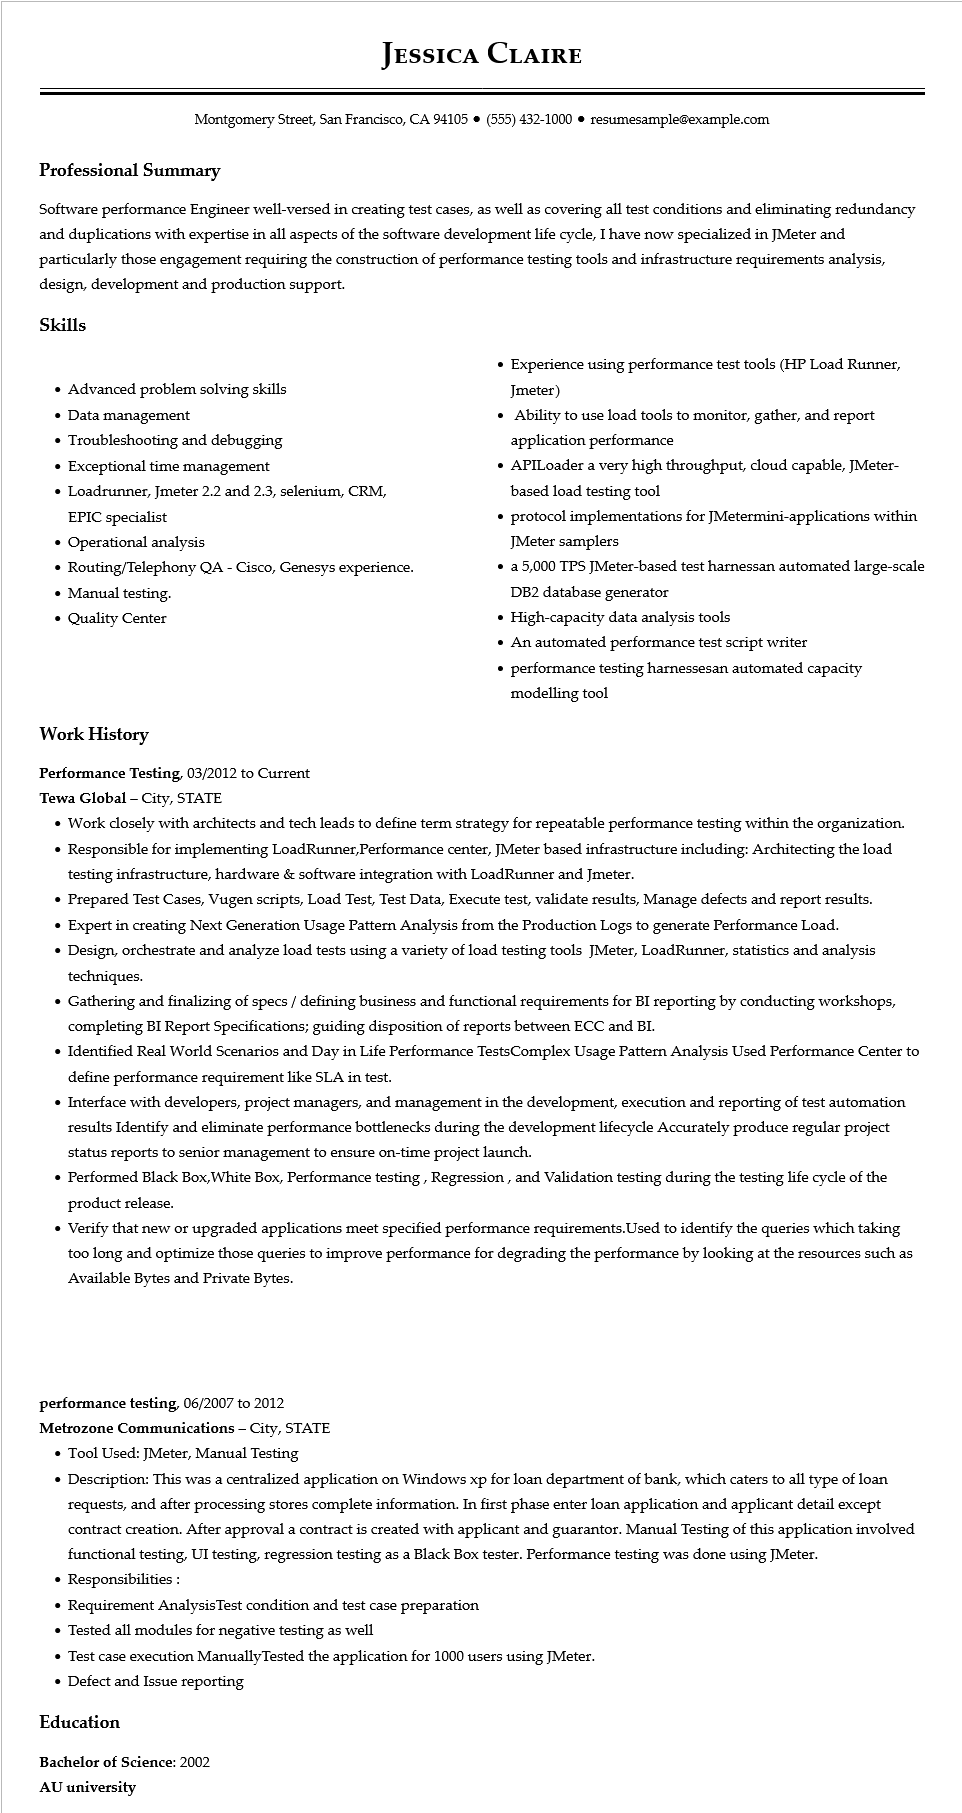 Jessica Claire
Montgomery Street, San Francisco, CA 94105 ● (555) 432-1000 ● resumesample@example.com
Professional Summary
Software performance Engineer well-versed in creating test cases, as well as covering all test conditions and eliminating redundancy
and duplications with expertise in all aspects of the software development life cycle, I have now specialized in JMeter and
particularly those engagement requiring the construction of performance testing tools and infrastructure requirements analysis,
design, development and production support.
Skills
• Advanced problem solving skills
• Data management
• Troubleshooting and debugging
• Exceptional time management
• Loadrunner, Jmeter 2.2 and 2.3, selenium, CRM,
EPIC specialist
• Operational analysis
• Routing/Telephony QA - Cisco, Genesys experience.
• Manual testing.
• Quality Center
• Experience using performance test tools (HP Load Runner,
Jmeter)
• Ability to use load tools to monitor, gather, and report
application performance
• APILoader a very high throughput, cloud capable, JMeter-
based load testing tool
• protocol implementations for JMetermini-applications within
JMeter samplers
• a 5,000 TPS JMeter-based test harnessan automated large-scale
DB2 database generator
• High-capacity data analysis tools
• An automated performance test script writer
• performance testing harnessesan automated capacity
modelling tool
Work History
Performance Testing, 03/2012 to Current
Tewa Global – City, STATE
• Work closely with architects and tech leads to define term strategy for repeatable performance testing within the organization.
• Responsible for implementing LoadRunner,Performance center, JMeter based infrastructure including: Architecting the load
testing infrastructure, hardware & software integration with LoadRunner and Jmeter.
• Prepared Test Cases, Vugen scripts, Load Test, Test Data, Execute test, validate results, Manage defects and report results.
• Expert in creating Next Generation Usage Pattern Analysis from the Production Logs to generate Performance Load.
• Design, orchestrate and analyze load tests using a variety of load testing tools  JMeter, LoadRunner, statistics and analysis
techniques.
• Gathering and finalizing of specs / defining business and functional requirements for BI reporting by conducting workshops,
completing BI Report Specifications; guiding disposition of reports between ECC and BI.
• Identified Real World Scenarios and Day in Life Performance TestsComplex Usage Pattern Analysis Used Performance Center to
define performance requirement like SLA in test.
• Interface with developers, project managers, and management in the development, execution and reporting of test automation
results Identify and eliminate performance bottlenecks during the development lifecycle Accurately produce regular project
status reports to senior management to ensure on-time project launch.
• Performed Black Box,White Box, Performance testing , Regression , and Validation testing during the testing life cycle of the
product release.
• Verify that new or upgraded applications meet specified performance requirements.Used to identify the queries which taking
too long and optimize those queries to improve performance for degrading the performance by looking at the resources such as
Available Bytes and Private Bytes.
performance testing, 06/2007 to 2012
Metrozone Communications – City, STATE
• Tool Used: JMeter, Manual Testing
• Description: This was a centralized application on Windows xp for loan department of bank, which caters to all type of loan
requests, and after processing stores complete information. In first phase enter loan application and applicant detail except
contract creation. After approval a contract is created with applicant and guarantor. Manual Testing of this application involved
functional testing, UI testing, regression testing as a Black Box tester. Performance testing was done using JMeter.
• Responsibilities :
• Requirement AnalysisTest condition and test case preparation
• Tested all modules for negative testing as well
• Test case execution ManuallyTested the application for 1000 users using JMeter.
• Defect and Issue reporting
Education
Bachelor of Science: 2002
AU university